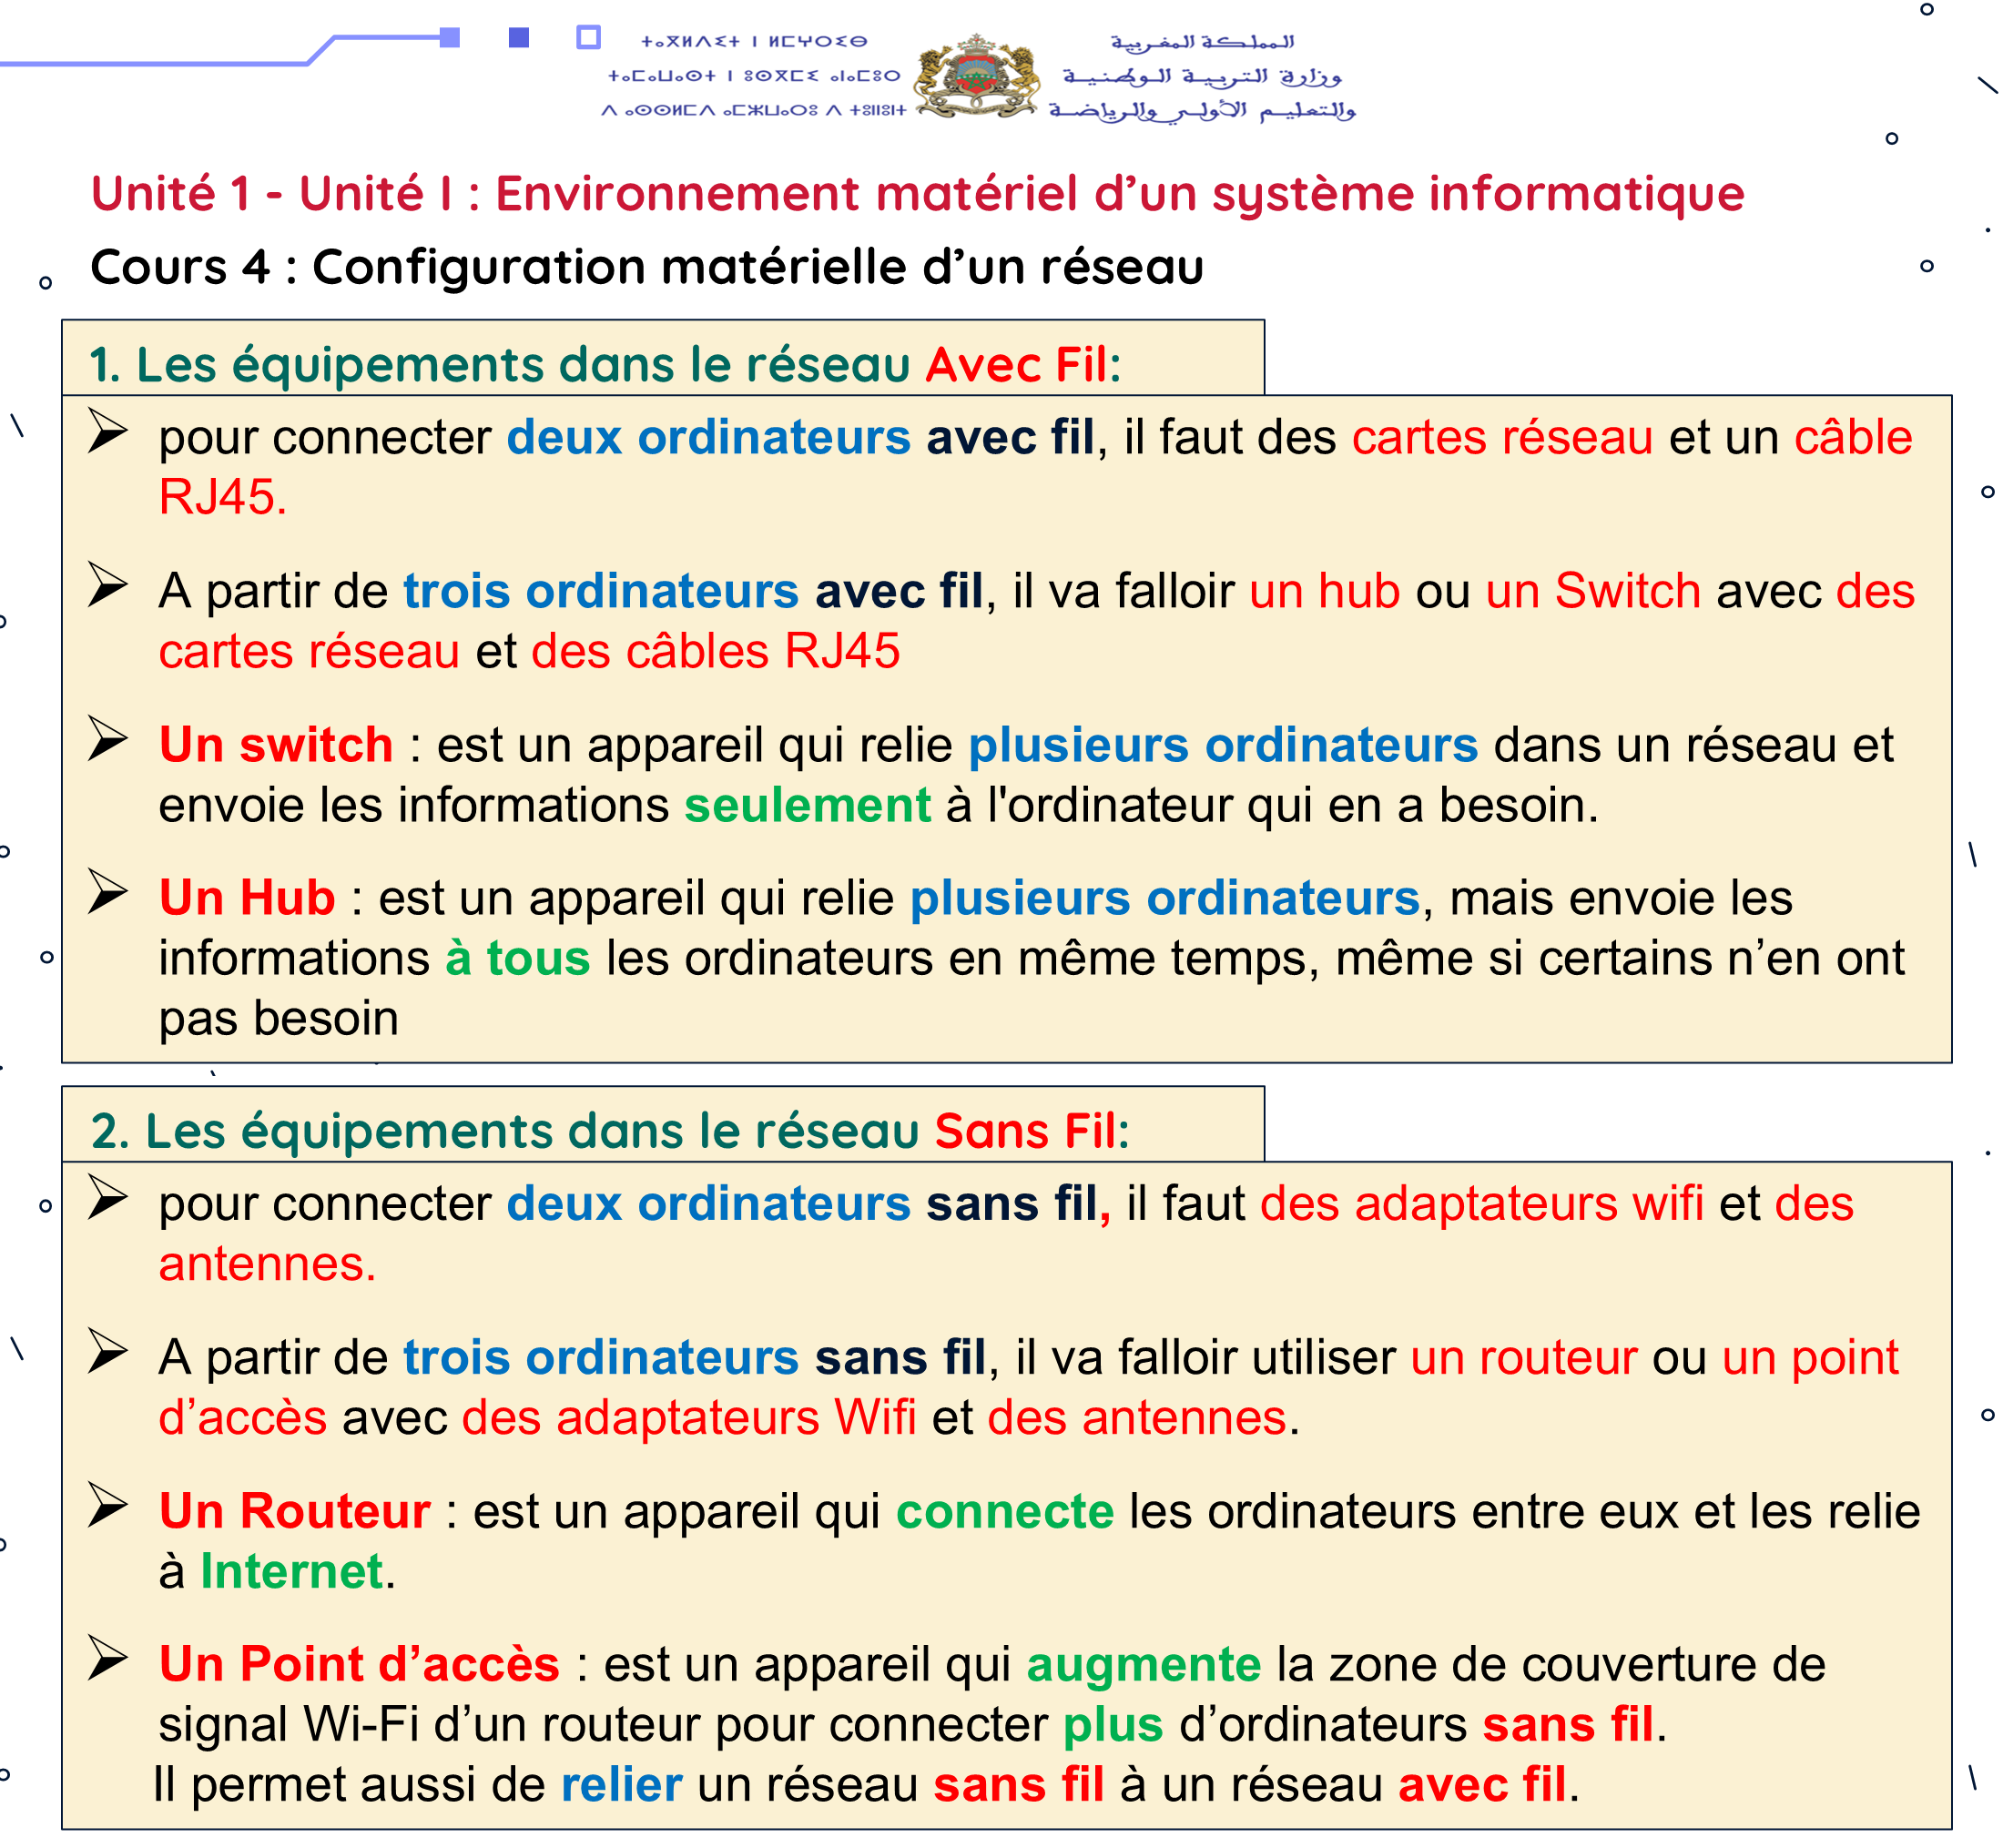 ⵜⴰⴳⵍⴷⵉⵜ ⵏ ⵍⵎⵖⵔⵉⴱ
ⵜⴰⵎⴰⵡⴰⵙⵜ ⵏ ⵓⵙⴳⵎⵉ ⴰⵏⴰⵎⵓⵔ
ⴷ ⴰⵙⵙⵍⵎⴷ ⴰⵎⵣⵡⴰⵔⵓ ⴷ ⵜⵓⵏⵏⵓⵏⵜ
المملكة المغربية
وزارة التربية الوطنية
والتعليم الأولي والرياضة
Unité 1 - Unité I : Environnement matériel d’un système informatique
Cours 4 : Configuration matérielle d’un réseau
1. Les équipements dans le réseau Avec Fil:
➢ pour connecter deux ordinateurs avec fil, il faut des cartes réseau et un câble
RJ45.
➢ A partir de trois ordinateurs avec fil, il va falloir un hub ou un Switch avec des
cartes réseau et des câbles RJ45
➢ Un switch : est un appareil qui relie plusieurs ordinateurs dans un réseau et
envoie les informations seulement à l'ordinateur qui en a besoin.
➢ Un Hub : est un appareil qui relie plusieurs ordinateurs, mais envoie les
informations à tous les ordinateurs en même temps, même si certains n’en ont
pas besoin
2. Les équipements dans le réseau Sans Fil:
➢ pour connecter deux ordinateurs sans fil, il faut des adaptateurs wifi et des
antennes.
➢ A partir de trois ordinateurs sans fil, il va falloir utiliser un routeur ou un point
d’accès avec des adaptateurs Wifi et des antennes.
➢ Un Routeur : est un appareil qui connecte les ordinateurs entre eux et les relie
à Internet.
➢ Un Point d’accès : est un appareil qui augmente la zone de couverture de
signal Wi-Fi d’un routeur pour connecter plus d’ordinateurs sans fil.
Il permet aussi de relier un réseau sans fil à un réseau avec fil.